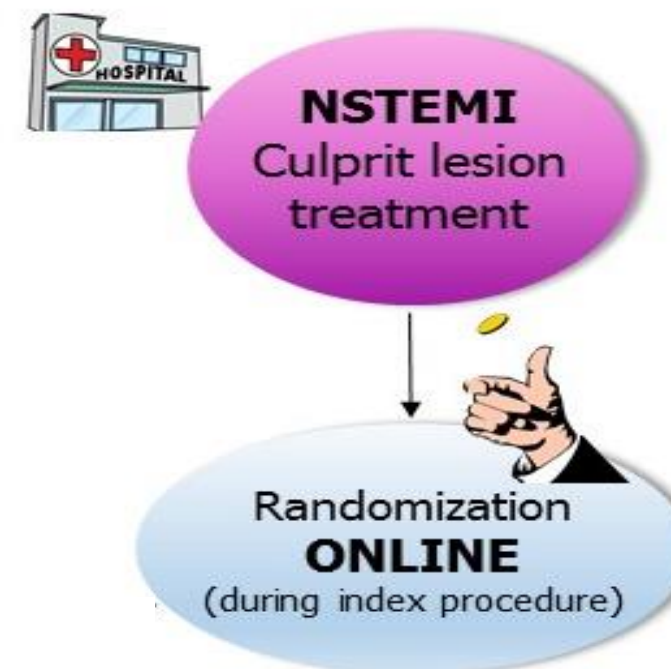 HOSPITAL
NSTEMI
Culprit lesion
treatment
Randomization
ONLINE
(during index procedure)